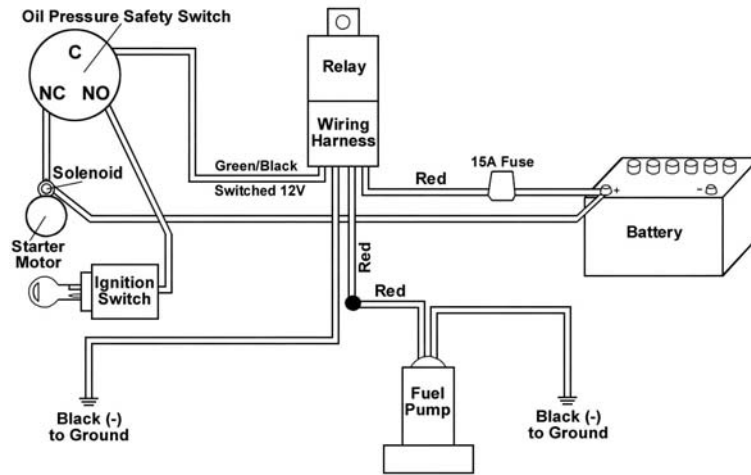 Oil Pressure Safety Switch
C
NC NO
Solenoid
Starter
Motor
Ignition
Switch
Green/Black
Switched 12V
Relay
Wiring
Harness
Red
15A Fuse
+
-
Battery
Red
Red
Fuel
Pump
Black (-)
to Ground
Black (-)
to Ground